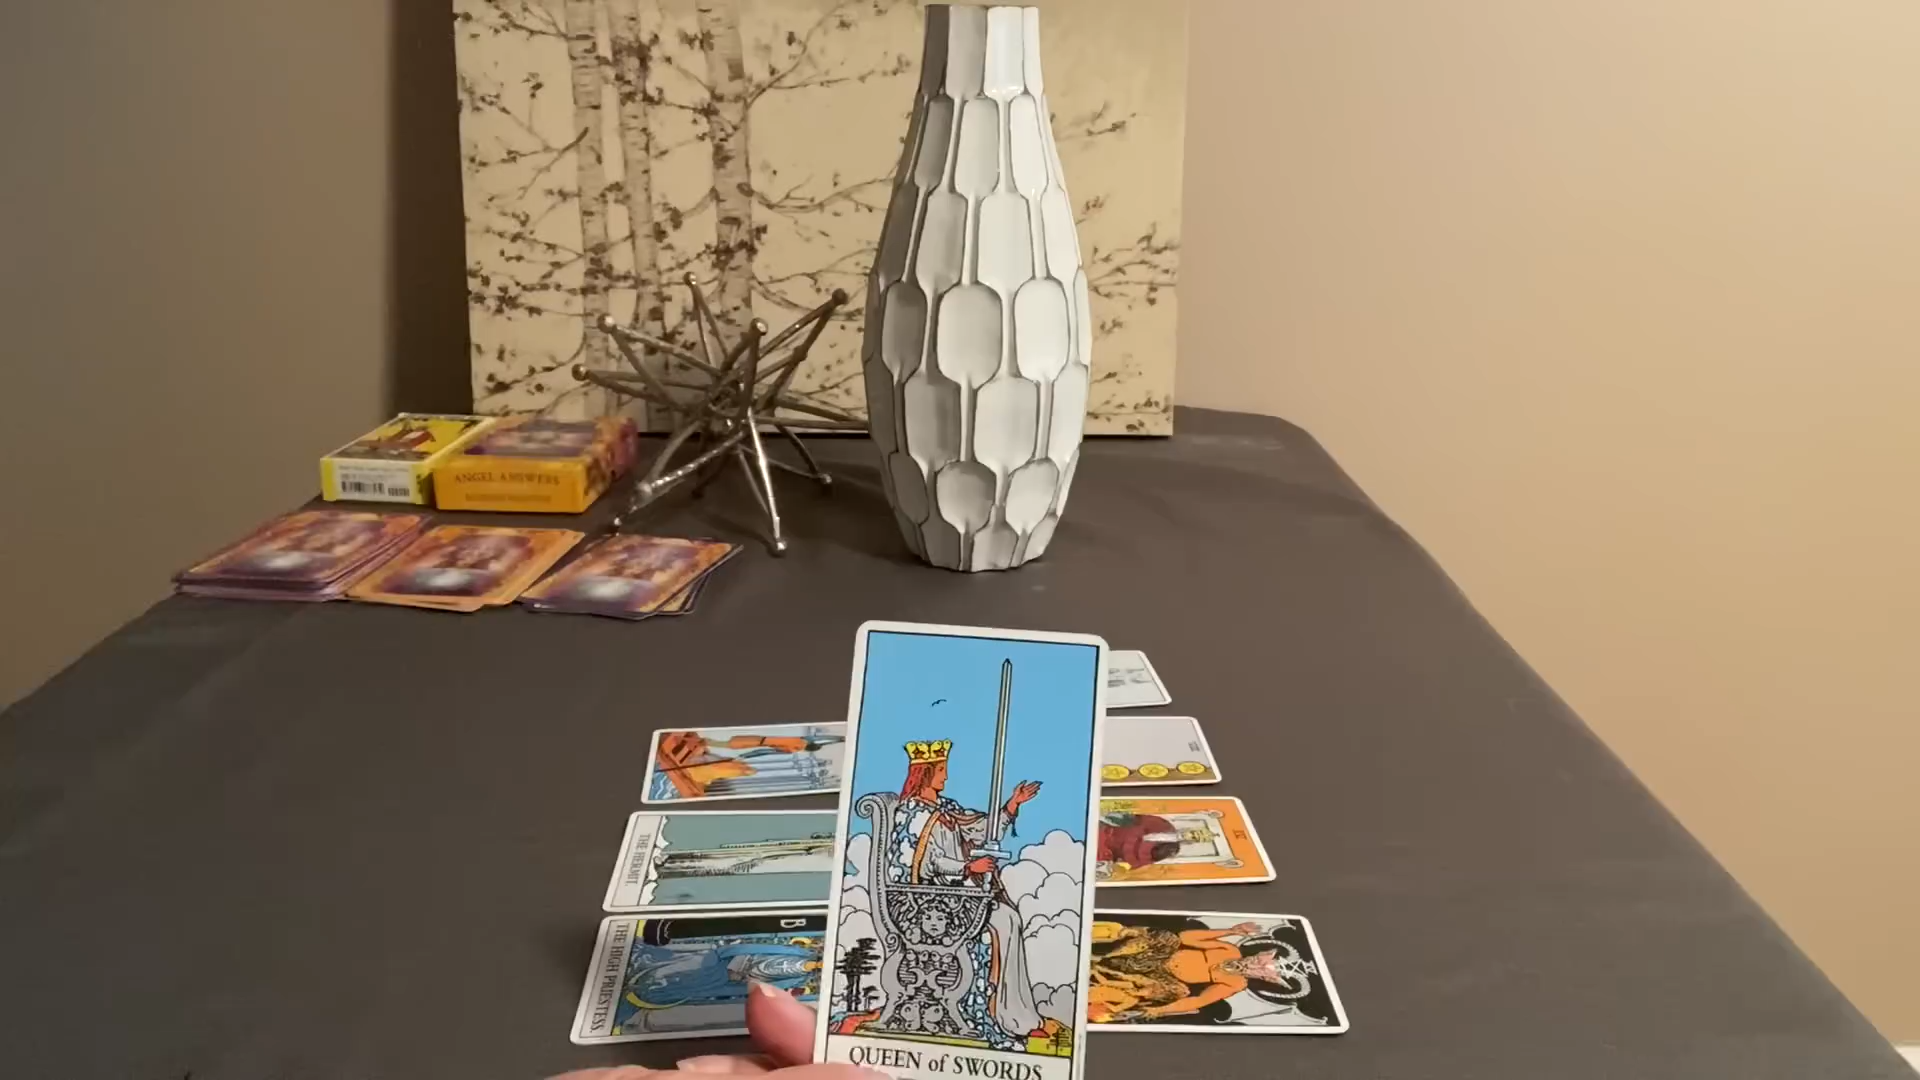 ANGEL ANSWERS
THE HERMIT.
B
THE HIGH PRIESTESS.
QUEEN of SWORDS